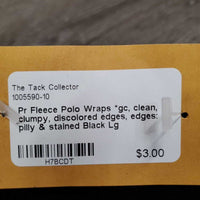 The Tack Collector
1005590-10
Pr Fleece Polo Wraps *gc, clean,
clumpy, discolored edges, edges:
pilly & stained Black Lg
$3.00
H7BCDT